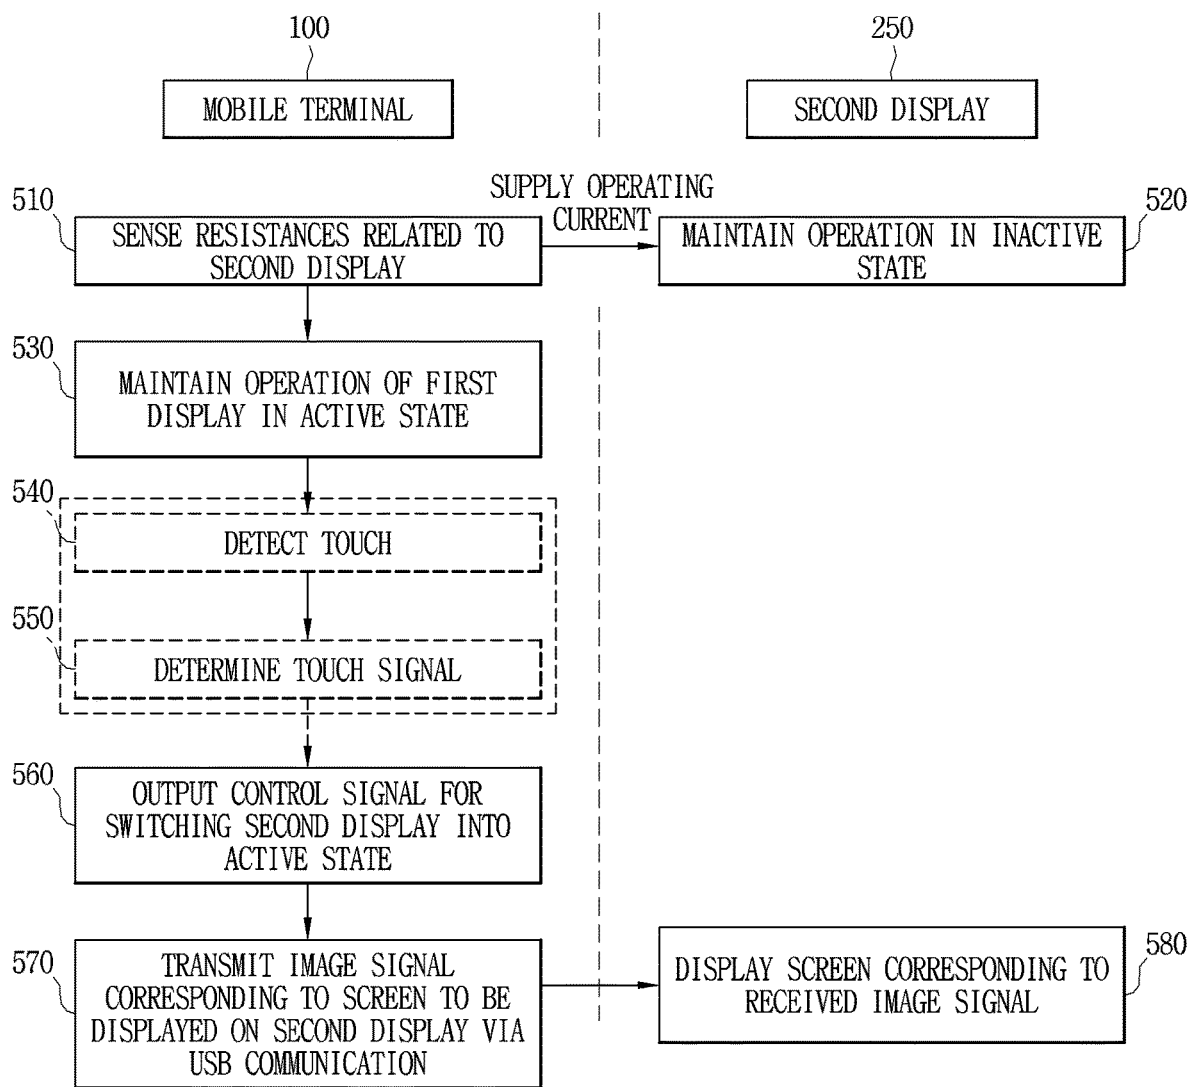 100
250
MOBILE TERMINAL
SECOND DISPLAY
510
SENSE RESISTANCES RELATED TO
SECOND DISPLAY
SUPPLY OPERATING
CURRENT
520
MAINTAIN OPERATION IN INACTIVE
STATE
530
MAINTAIN OPERATION OF FIRST
DISPLAY IN ACTIVE STATE
540
DETECT TOUCH
550
DETERMINE TOUCH SIGNAL
560
OUTPUT CONTROL SIGNAL FOR
SWITCHING SECOND DISPLAY INTO
ACTIVE STATE
570
TRANSMIT IMAGE SIGNAL
CORRESPONDING TO SCREEN TO BE
DISPLAYED ON SECOND DISPLAY VIA
USB COMMUNICATION
580
DISPLAY SCREEN CORRESPONDING TO
RECEIVED IMAGE SIGNAL